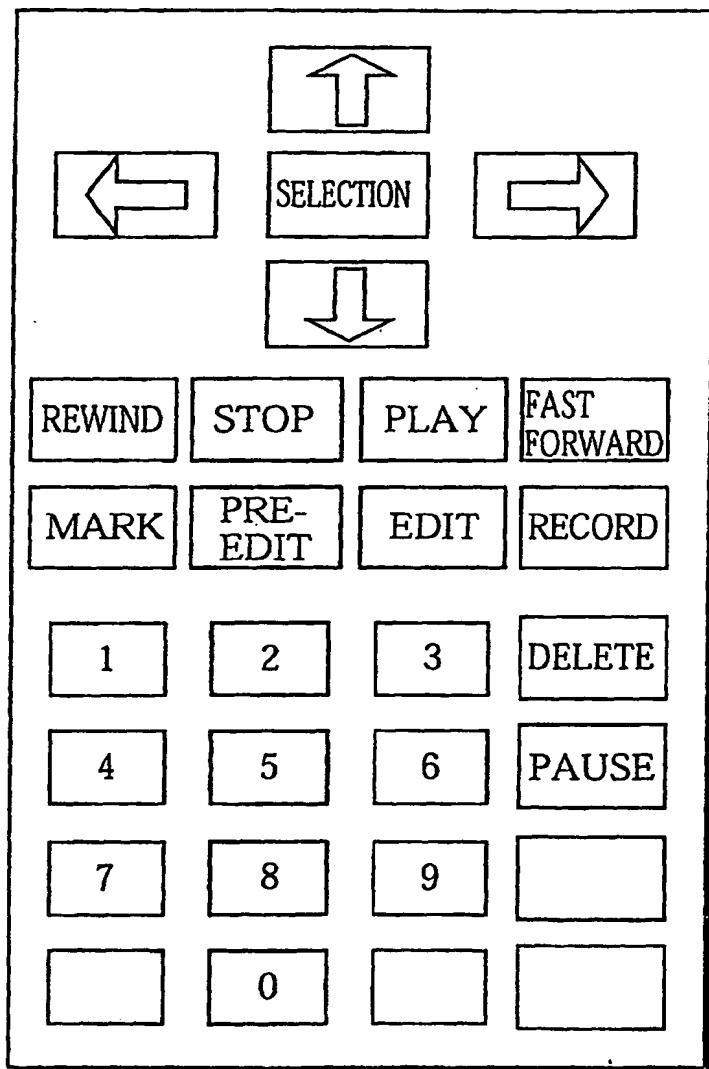 SELECTION
REWIND STOP PLAY FAST FORWARD
MARK PRE-EDIT EDIT RECORD
1 2 3 DELETE
4 5 6 PAUSE
7 8 9
0